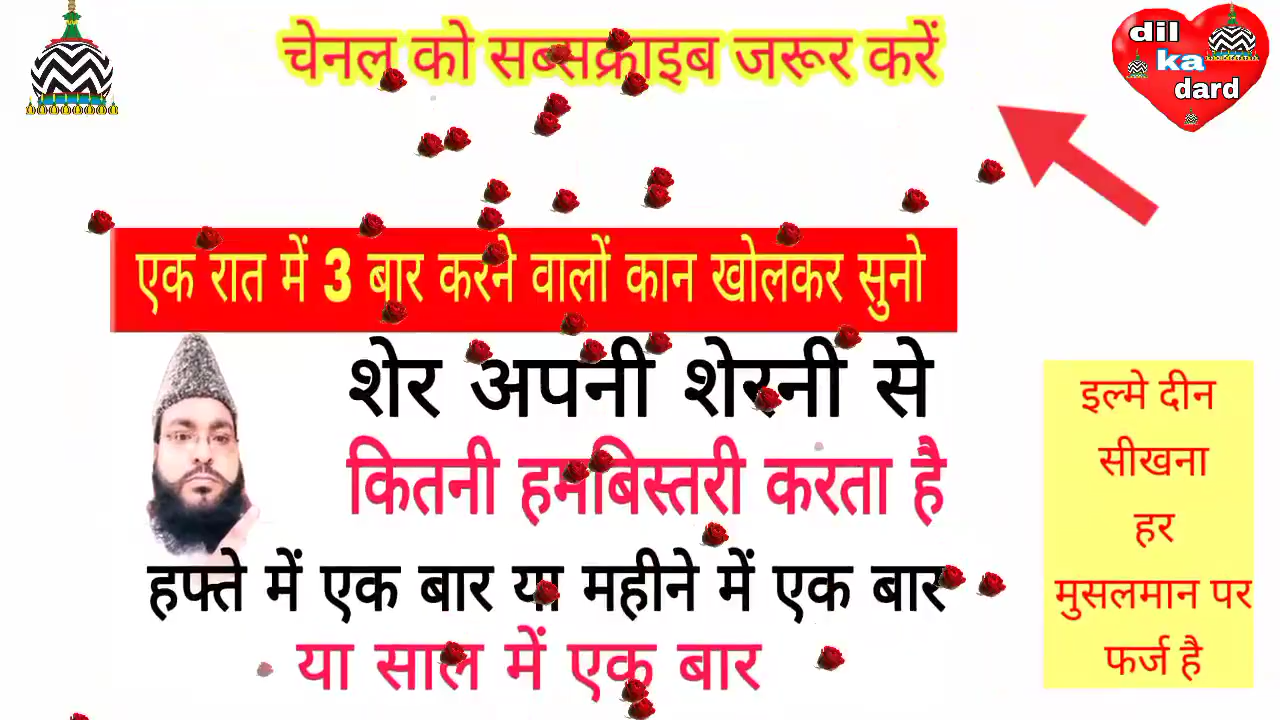 चेनल को सब्सक्राइब जरूर करें
dil
ka
dard
एक रात में 3 बार करने वालों कान खोलकर सुनो
शेर अपनी शेरनी से
कितनी हमबिस्तरी करता है
हफ्ते में एक बार या महीने में एक बार
या साल में एक बार
इल्मे दीन
सीखना
हर
मुसलमान पर
फर्ज है